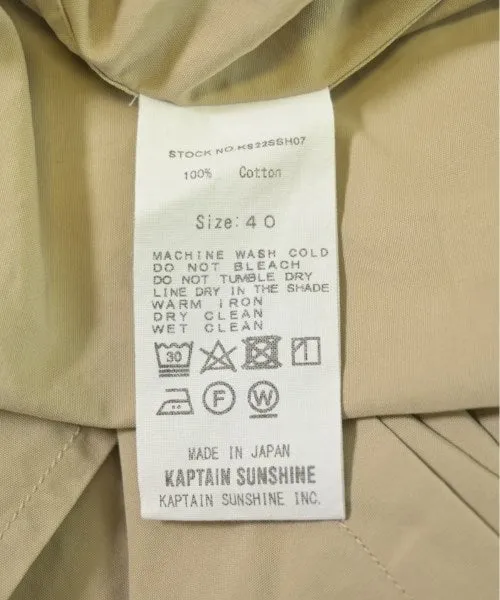 STOCK NO.KS22SSH07
100% Cotton
Size:40
MACHINE WASH COLD
DO NOT BLEACH
DO NOT TUMBLE DRY
LINE DRY IN THE SHADE
WARM IRON
DRY CLEAN
WET CLEAN
30
F W
MADE IN JAPAN
KAPTAIN SUNSHINE
KAPTAIN SUNSHINE INC.